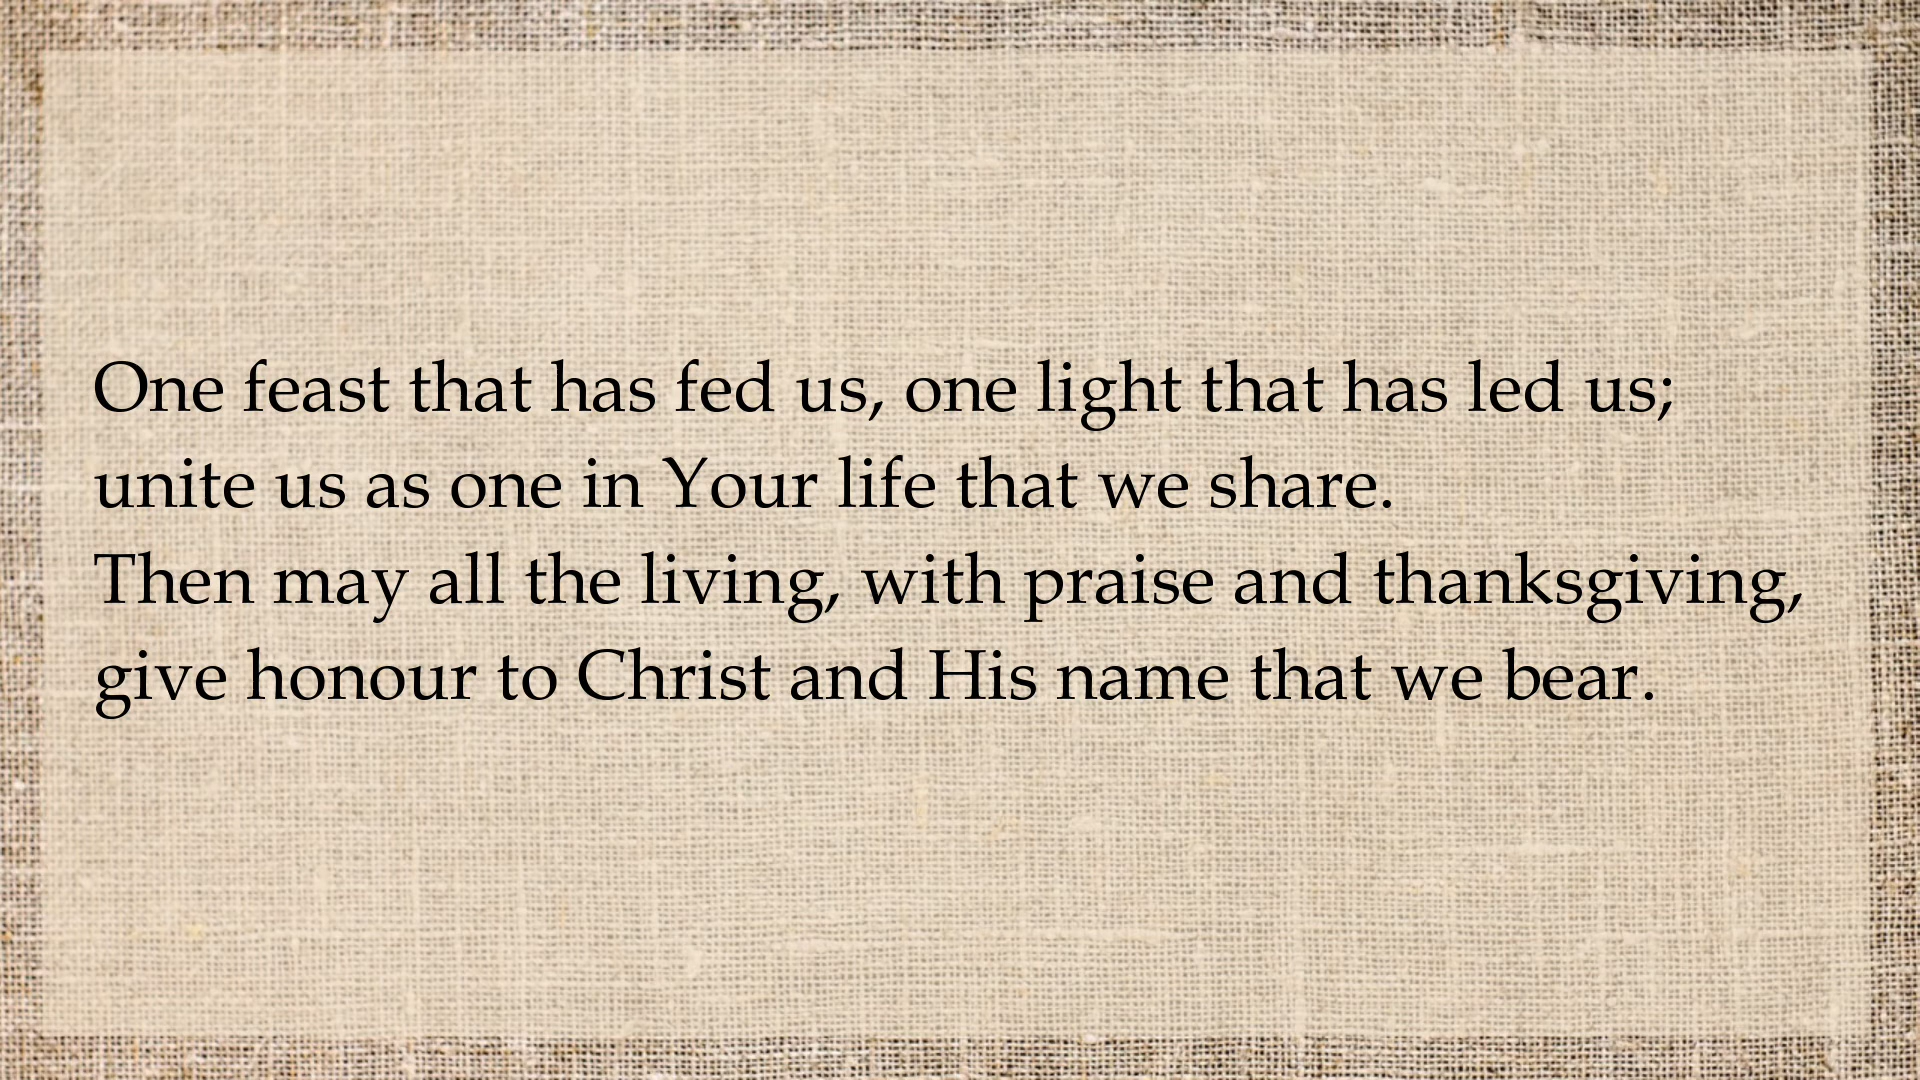 One feast that has fed us, one light that has led us;
unite us as one in Your life that we share.
Then may all the living, with praise and thanksgiving,
give honour to Christ and His name that we bear.